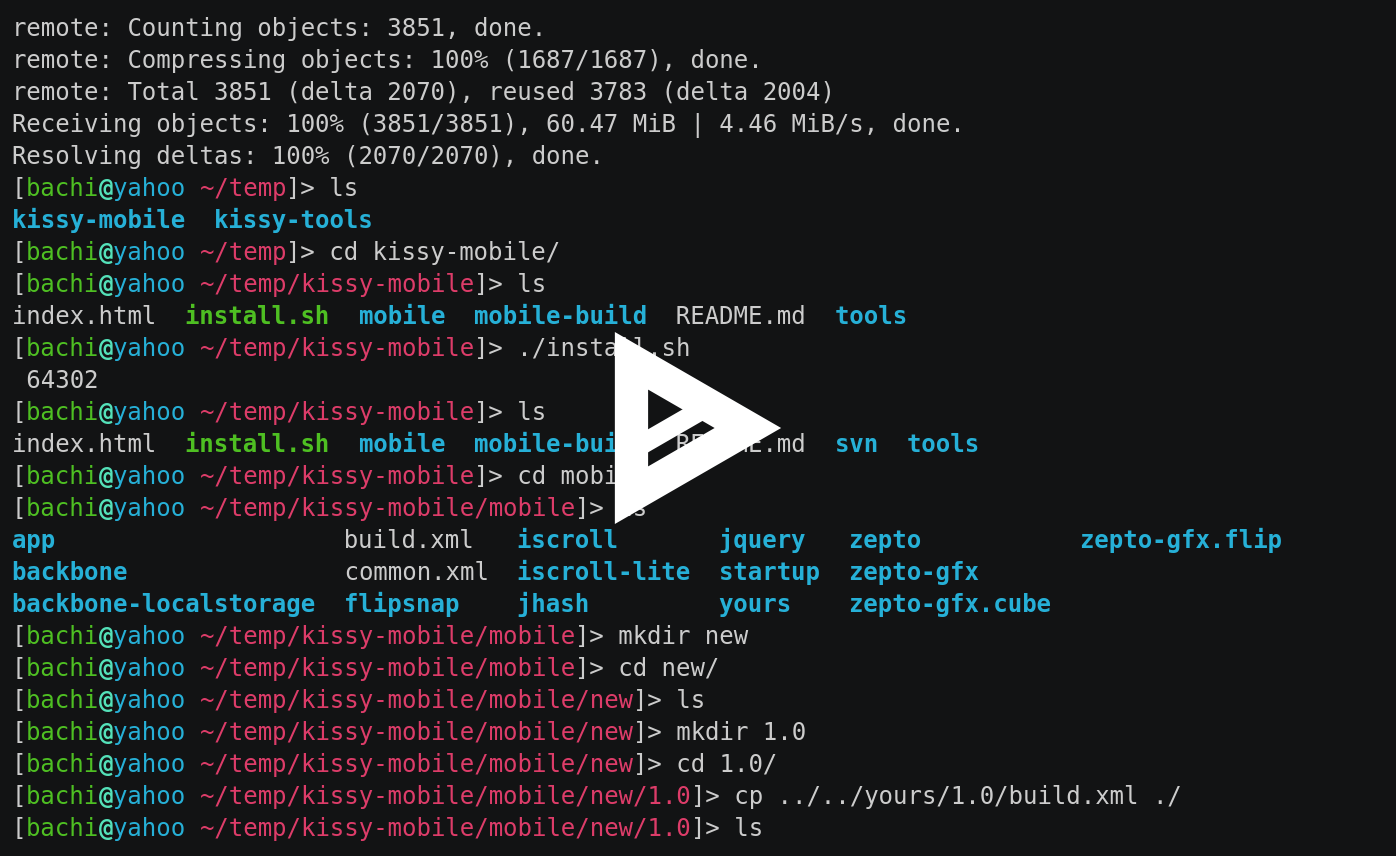 remote: Counting objects: 3851, done.
remote: Compressing objects: 100% (1687/1687), done.
remote: Total 3851 (delta 2070), reused 3783 (delta 2004)
Receiving objects: 100% (3851/3851), 60.47 MiB | 4.46 MiB/s, done.
Resolving deltas: 100% (2070/2070), done.
[bachi@yahoo ~/temp]> ls
kissy-mobile  kissy-tools
[bachi@yahoo ~/temp]> cd kissy-mobile/
[bachi@yahoo ~/temp/kissy-mobile]> ls
index.html  install.sh  mobile  mobile-build  README.md  tools
[bachi@yahoo ~/temp/kissy-mobile]> ./install.sh
 64302
[bachi@yahoo ~/temp/kissy-mobile]> ls
index.html  install.sh  mobile  mobile-build  README.md  svn  tools
[bachi@yahoo ~/temp/kissy-mobile]> cd
[bachi@yahoo ~/temp/kissy-mobile/mobile]> ls
app                    build.xml   iscroll       jquery   zepto           zepto-gfx.flip
backbone               common.xml  iscroll-lite  startup  zepto-gfx
backbone-localstorage  flipsnap    jhash         yours    zepto-gfx.cube
[bachi@yahoo ~/temp/kissy-mobile/mobile]> mkdir new
[bachi@yahoo ~/temp/kissy-mobile/mobile]> cd new/
[bachi@yahoo ~/temp/kissy-mobile/mobile/new]> ls
[bachi@yahoo ~/temp/kissy-mobile/mobile/new]> mkdir 1.0
[bachi@yahoo ~/temp/kissy-mobile/mobile/new]> cd 1.0/
[bachi@yahoo ~/temp/kissy-mobile/mobile/new/1.0]> cp ../../yours/1.0/build.xml ./
[bachi@yahoo ~/temp/kissy-mobile/mobile/new/1.0]> ls